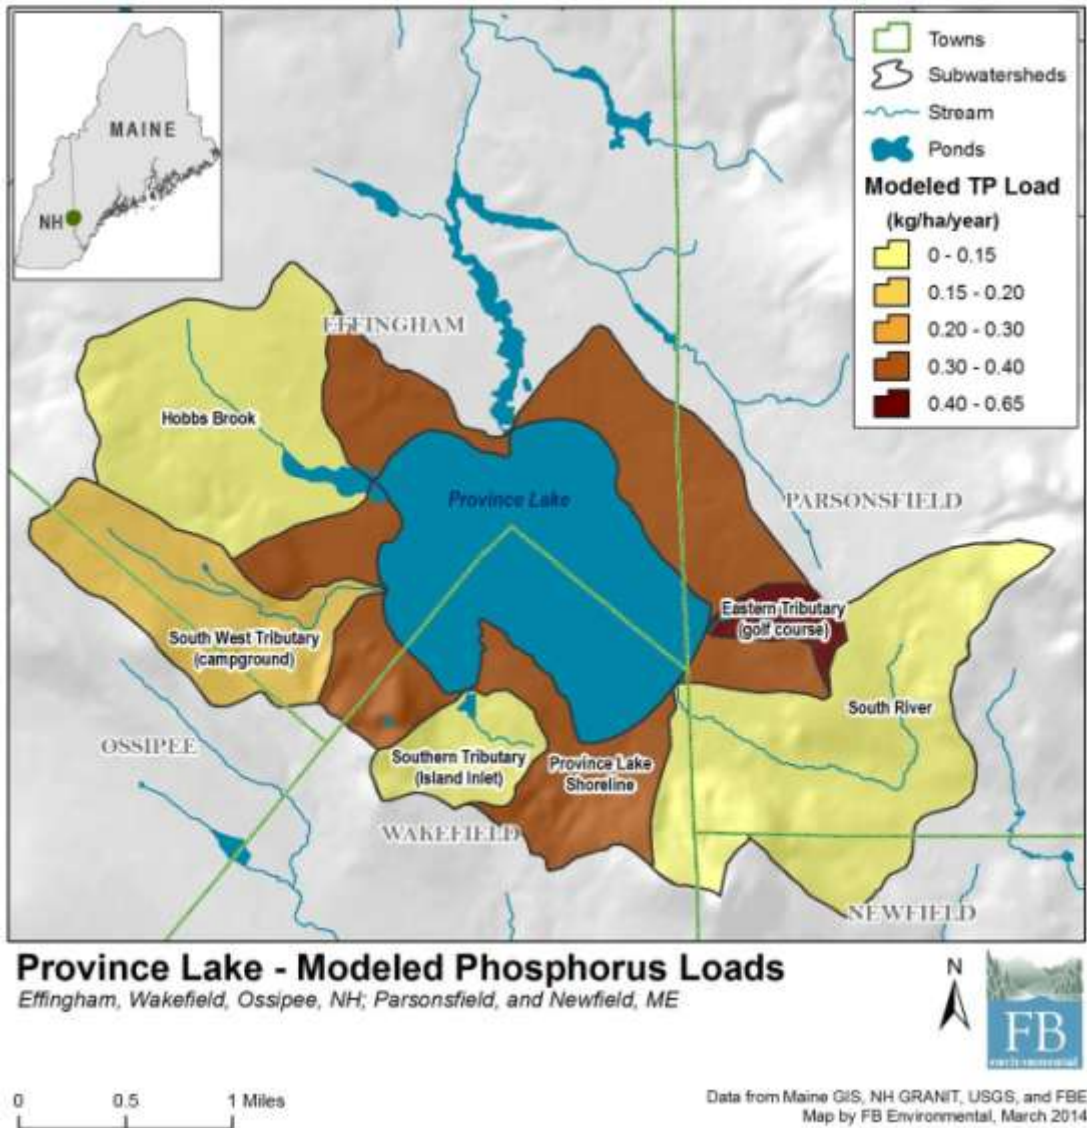 MAINE
NH
Towns
Subwatersheds
Stream
Ponds
Modeled TP Load
(kg/ha/year)
0 - 0.15
0.15 - 0.20
0.20 - 0.30
0.30 - 0.40
0.40 - 0.65
EFFINGHAM
Hobbs Brook
Province Lake
PARSONSFIELD
Eastern Tributary
(golf course)
South West Tributary
(campground)
South River
OSSIPEE
Southern Tributary
(Island Inlet)
Province Lake
Shoreline
WAKEFIELD
NEWFIELD
Province Lake - Modeled Phosphorus Loads
Effingham, Wakefield, Ossipee, NH; Parsonsfield, and Newfield, ME
N
FB
environmental
0 0.5 1 Miles
Data from Maine GIS, NH GRANIT, USGS, and FBE
Map by FB Environmental, March 2014